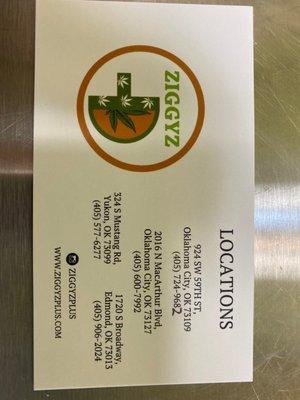 ZIGGYZ
LOCATIONS
924 SW 59TH ST,
Oklahoma City, OK 73109
(405) 724-9682
2016 N MacArthur Blvd,
Oklahoma City, OK 73127
(405) 600-7992
324 S Mustang Rd,
Yukon, OK 73099
(405) 577-6277
1720 S Broadway,
Edmond, OK 73013
(405) 906-2024
ZIGGYZPLUS
WWW.ZIGGYZPLUS.COM